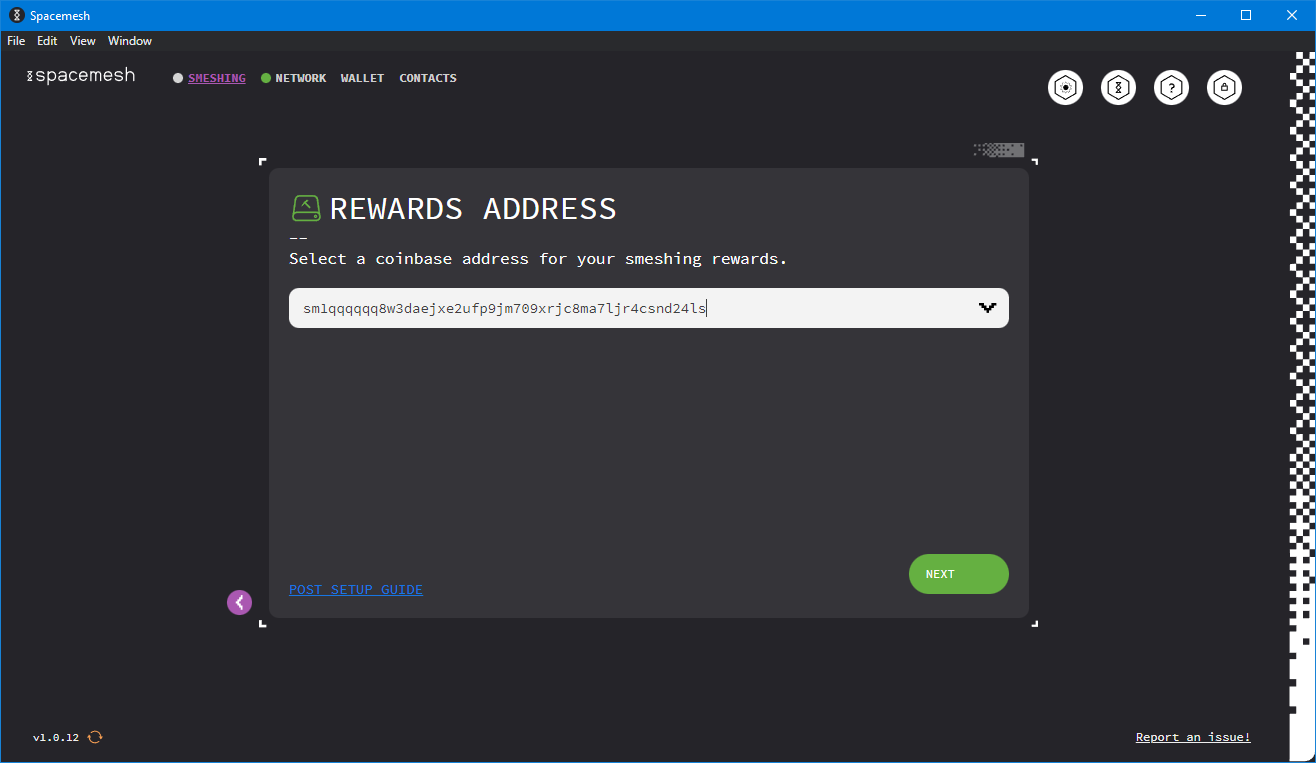 Spacemesh
File Edit View Window
spacemesh SMESHING NETWORK WALLET CONTACTS
?
REWARDS ADDRESS
--
Select a coinbase address for your smeshing rewards.
sm1qqqqqq8w3daejxe2ufp9jm709xrjc8ma7ljr4csnd24ls
NEXT
POST SETUP GUIDE
v1.0.12
Report an issue!